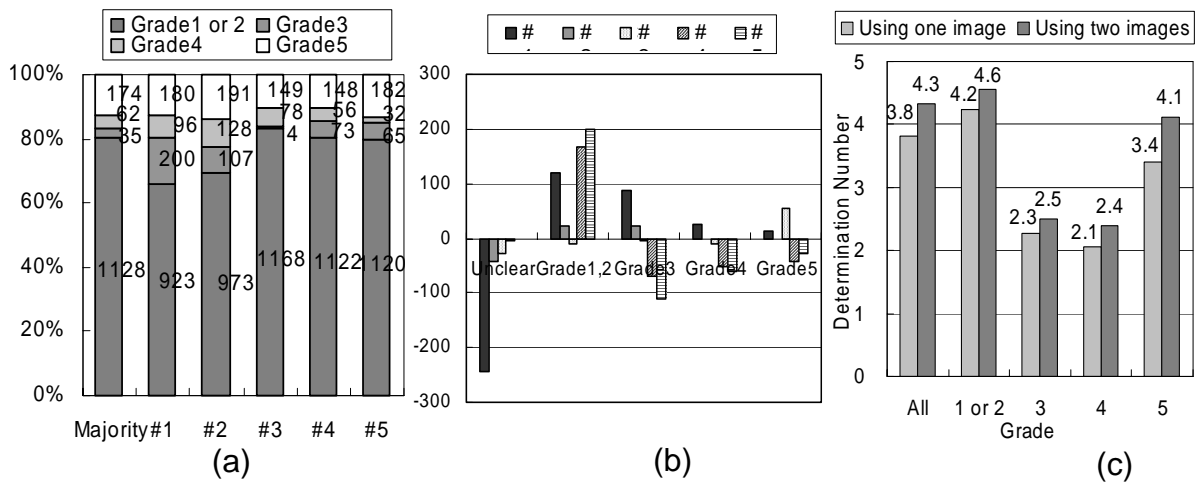 Grade1 or 2 Grade3
Grade4 Grade5
100%
80%
60%
40%
20%
0%
174 180 191 149 148 182
62 96 128 78 56 32
35 200 107 4 73 65
1128 923 973 1168 1122 1120
Majority #1 #2 #3 #4 #5
(a)
# # # # #
300
200
100
0
-100
-200
-300
Unclear Grade1,2 Grade3 Grade4 Grade5
(b)
Using one image Using two images
Determination Number
5
4
3
2
1
0
3.8 4.3 4.2 4.6 2.3 2.5 2.1 2.4 3.4 4.1
All 1 or 2 3 4 5
Grade
(c)